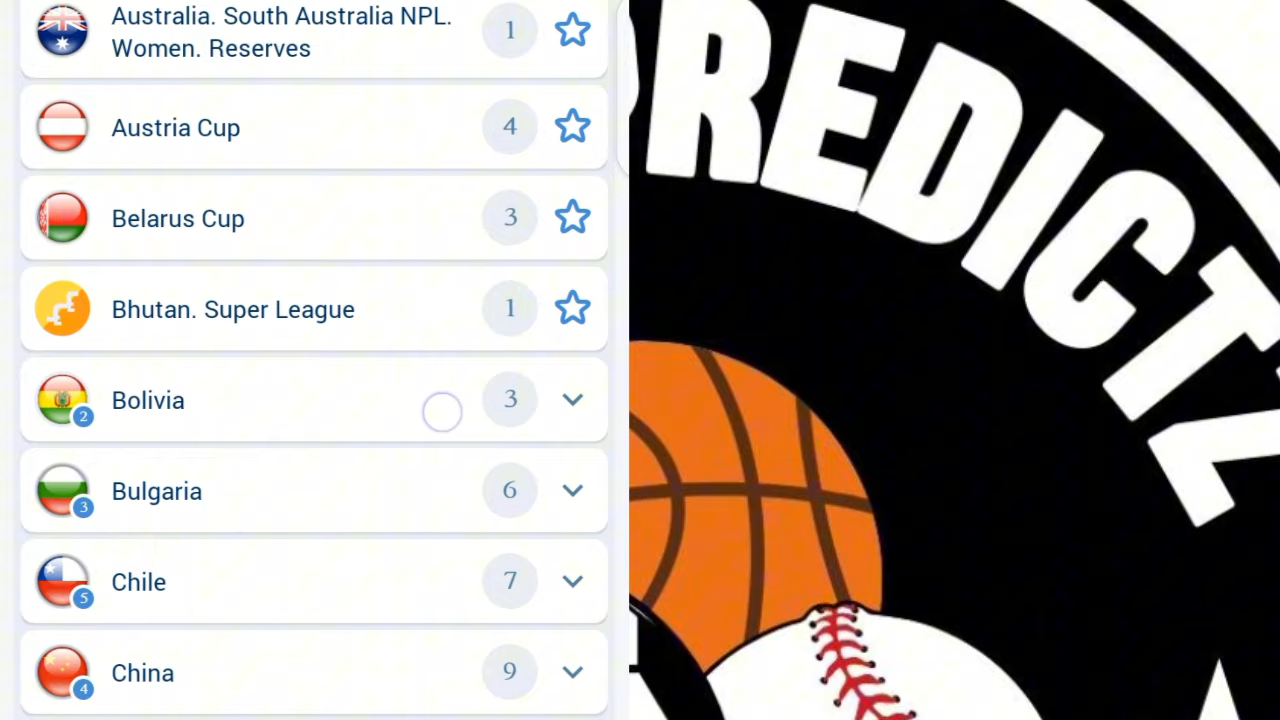 Australia. South Australia NPL.
Women. Reserves
1
Austria Cup
4
Belarus Cup
3
Bhutan. Super League
1
2
Bolivia
3
3
Bulgaria
6
5
Chile
7
4
China
9
PREDICTZ